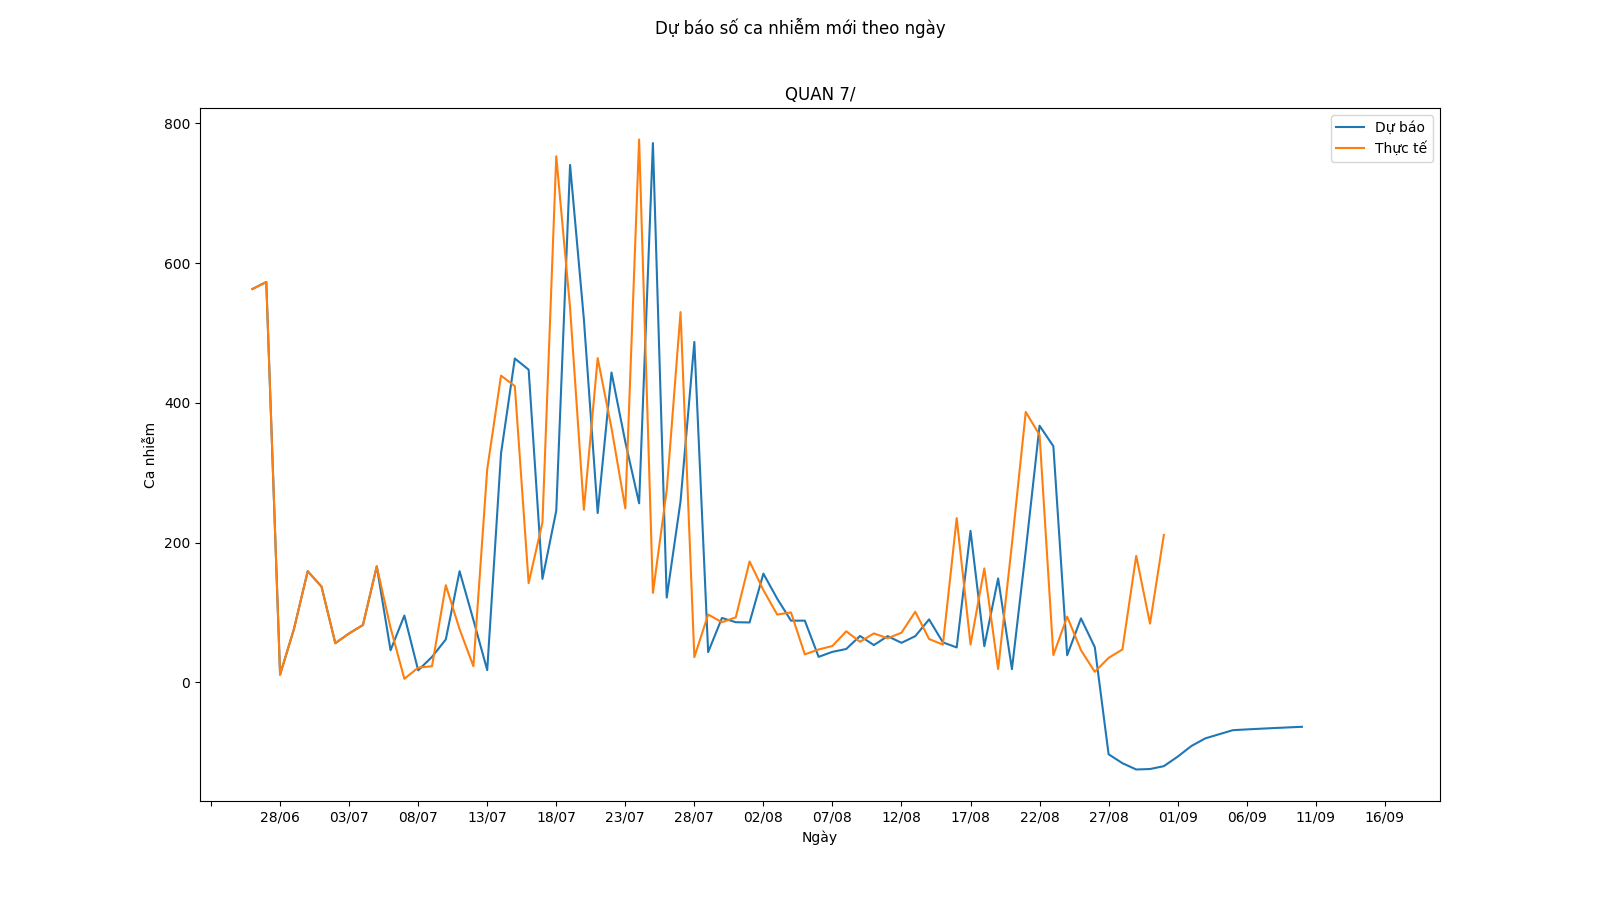 Dự báo số ca nhiễm mới theo ngày
QUAN 7/
Dự báo
Thực tế
800
600
400
200
0
Ca nhiễm
28/06 03/07 08/07 13/07 18/07 23/07 28/07 02/08 07/08 12/08 17/08 22/08 27/08 01/09 06/09 11/09 16/09
Ngày